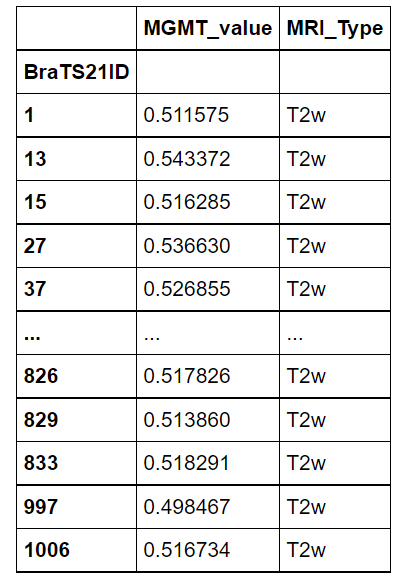 MGMT_value MRI_Type
BraTS21ID
1 0.511575 T2w
13 0.543372 T2w
15 0.516285 T2w
27 0.536630 T2w
37 0.526855 T2w
... ... ...
826 0.517826 T2w
829 0.513860 T2w
833 0.518291 T2w
997 0.498467 T2w
1006 0.516734 T2w